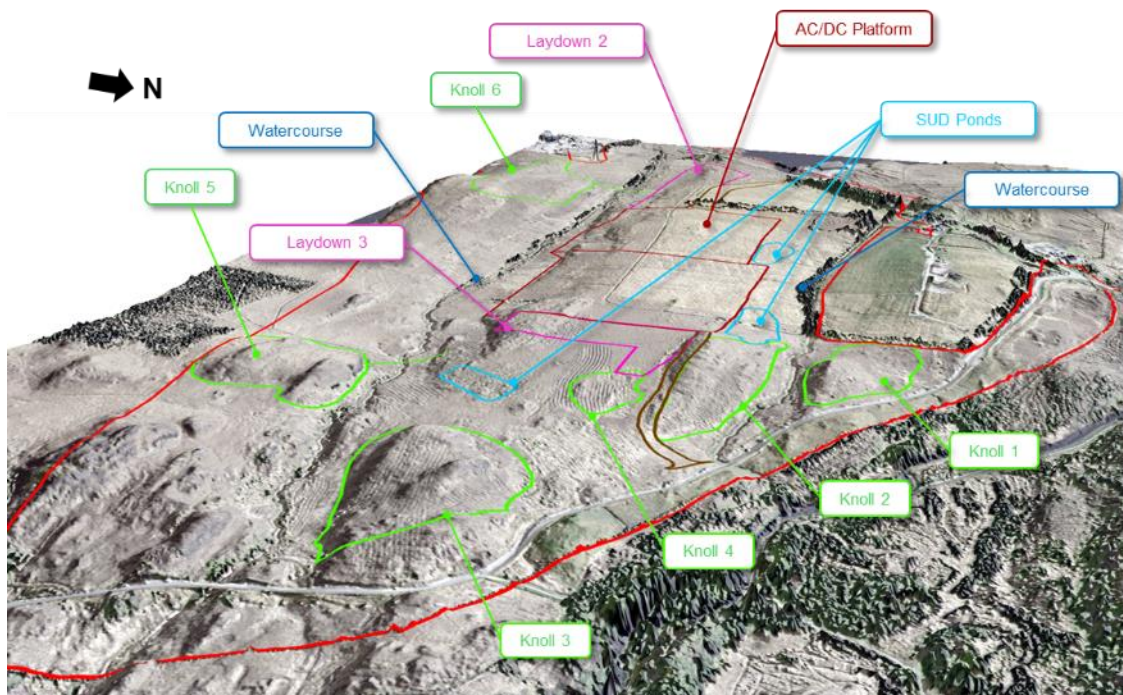 AC/DC Platform
Laydown 2
N
Knoll 6
SUD Ponds
Watercourse
Knoll 5
Watercourse
Laydown 3
Knoll 1
Knoll 2
Knoll 4
Knoll 3